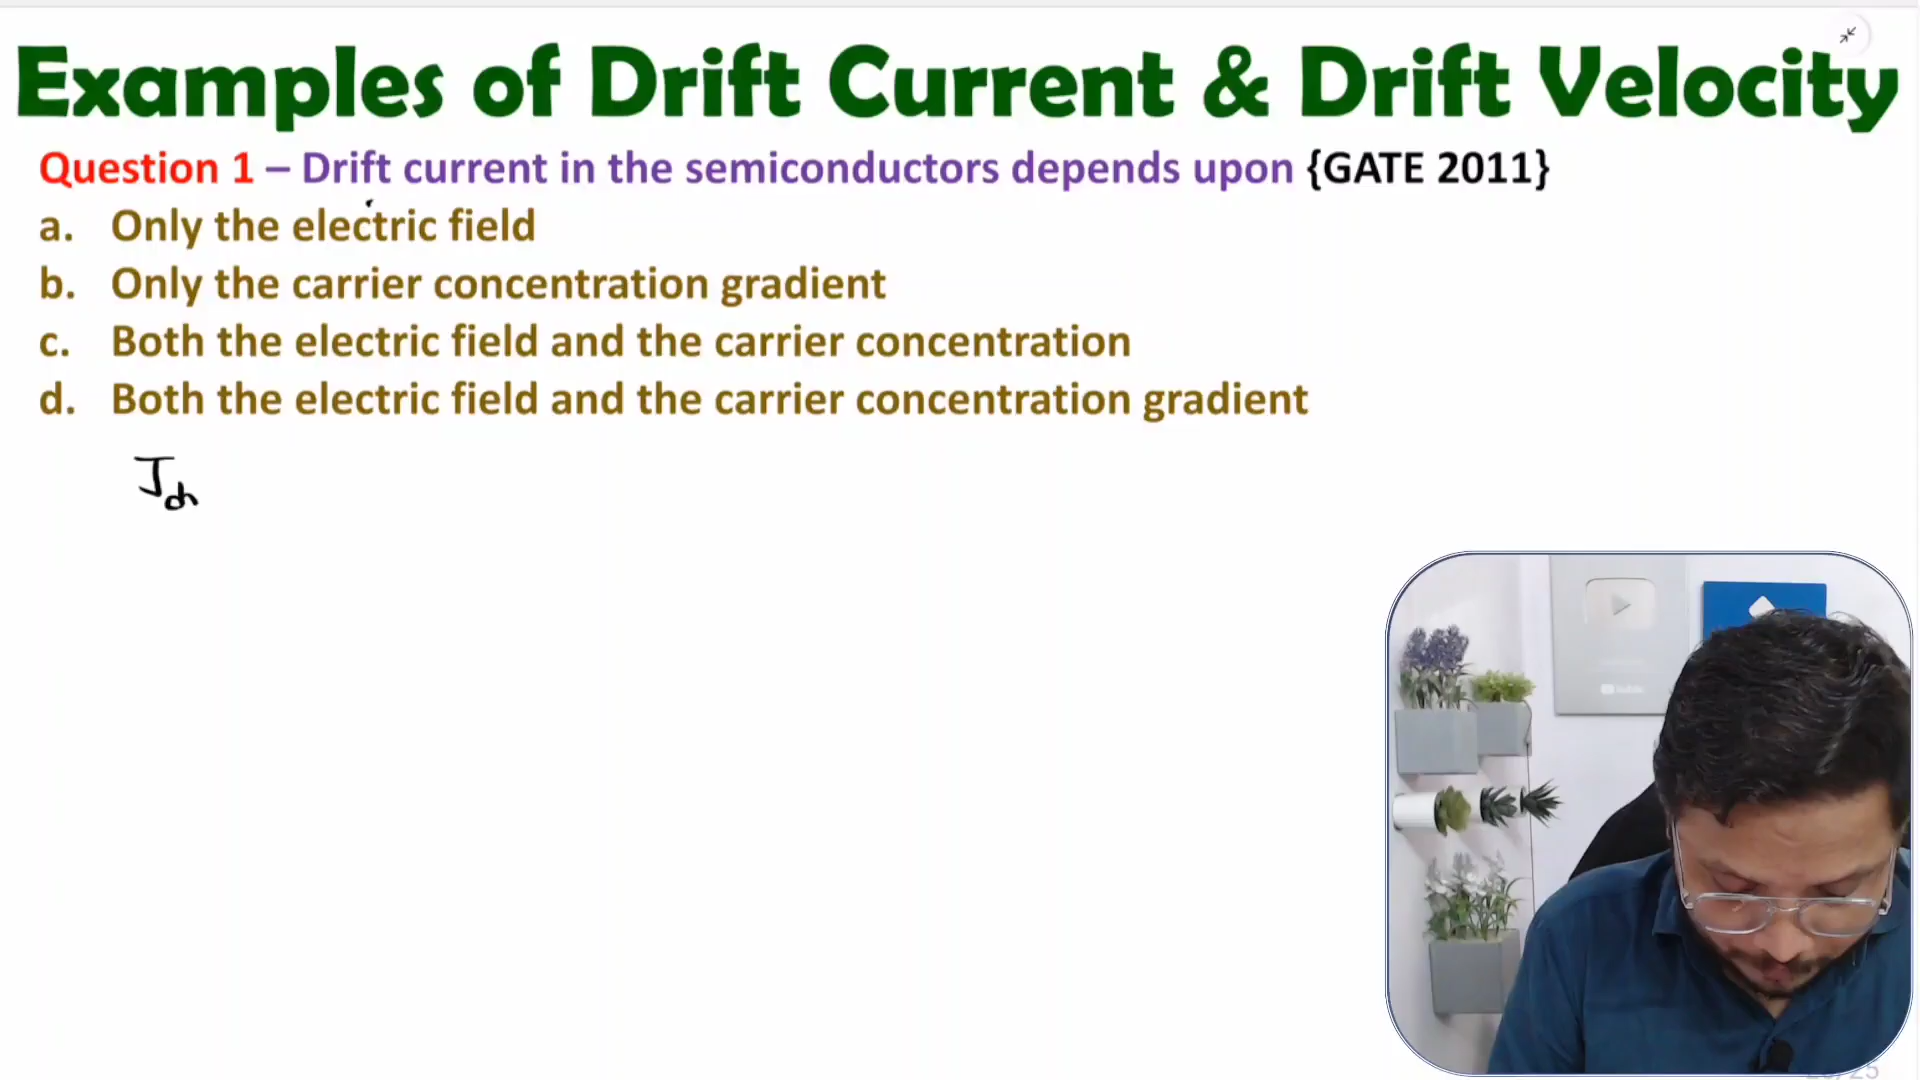 Examples of Drift Current & Drift Velocity
Question 1 – Drift current in the semiconductors depends upon {GATE 2011}
a. Only the electric field
b. Only the carrier concentration gradient
c. Both the electric field and the carrier concentration
d. Both the electric field and the carrier concentration gradient